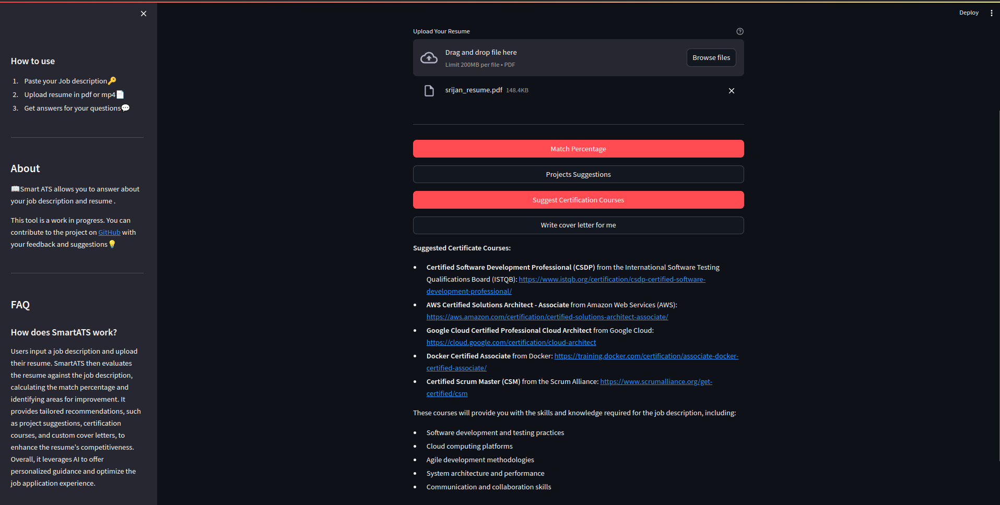 Deploy
How to use
1. Paste your Job description🔑
2. Upload resume in pdf or mp4📄
3. Get answers for your questions💬
About
📖Smart ATS allows you to answer about
your job description and resume .
This tool is a work in progress. You can
contribute to the project on GitHub with
your feedback and suggestions💡
FAQ
How does SmartATS work?
Users input a job description and upload
their resume. SmartATS then evaluates
the resume against the job description,
calculating the match percentage and
identifying areas for improvement. It
provides tailored recommendations, such
as project suggestions, certification
courses, and custom cover letters, to
enhance the resume's competitiveness.
Overall, it leverages AI to offer
personalized guidance and optimize the
job application experience.
Upload Your Resume
Drag and drop file here
Limit 200MB per file • PDF
Browse files
srijan_resume.pdf 148.4KB
Match Percentage
Projects Suggestions
Suggest Certification Courses
Write cover letter for me
Suggested Certificate Courses:
• Certified Software Development Professional (CSDP) from the International Software Testing
Qualifications Board (ISTQB): https://www.istqb.org/certification/csdp-certified-software-
development-professional/
• AWS Certified Solutions Architect - Associate from Amazon Web Services (AWS):
https://aws.amazon.com/certification/certified-solutions-architect-associate/
• Google Cloud Certified Professional Cloud Architect from Google Cloud:
https://cloud.google.com/certification/cloud-architect
• Docker Certified Associate from Docker: https://training.docker.com/certification/associate-docker-
certified-associate/
• Certified Scrum Master (CSM) from the Scrum Alliance: https://www.scrumalliance.org/get-
certified/csm
These courses will provide you with the skills and knowledge required for the job description, including:
• Software development and testing practices
• Cloud computing platforms
• Agile development methodologies
• System architecture and performance
• Communication and collaboration skills